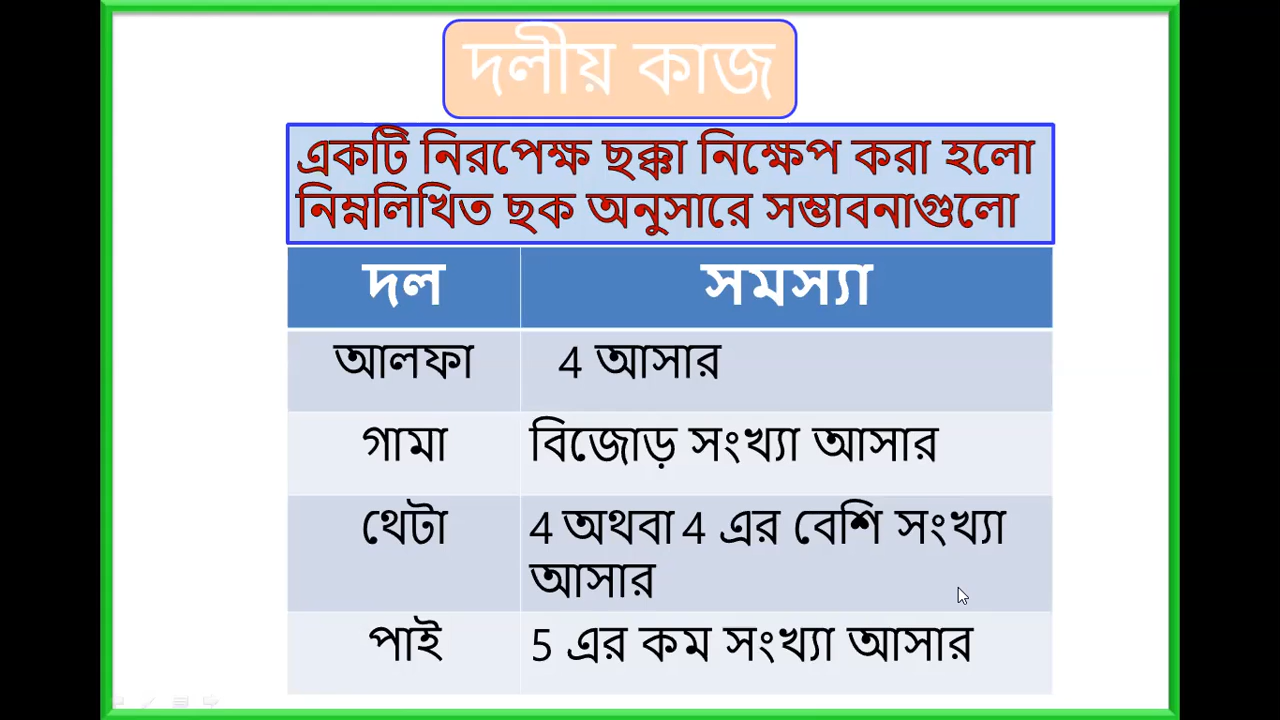 দলীয় কাজ
একটি নিরপেক্ষ ছক্কা নিক্ষেপ করা হলো
নিম্নলিখিত ছক অনুসারে সম্ভাবনাগুলো
দল সমস্যা
আলফা 4 আসার
গামা বিজোড় সংখ্যা আসার
থেটা 4 অথবা 4 এর বেশি সংখ্যা
আসার
পাই 5 এর কম সংখ্যা আসার